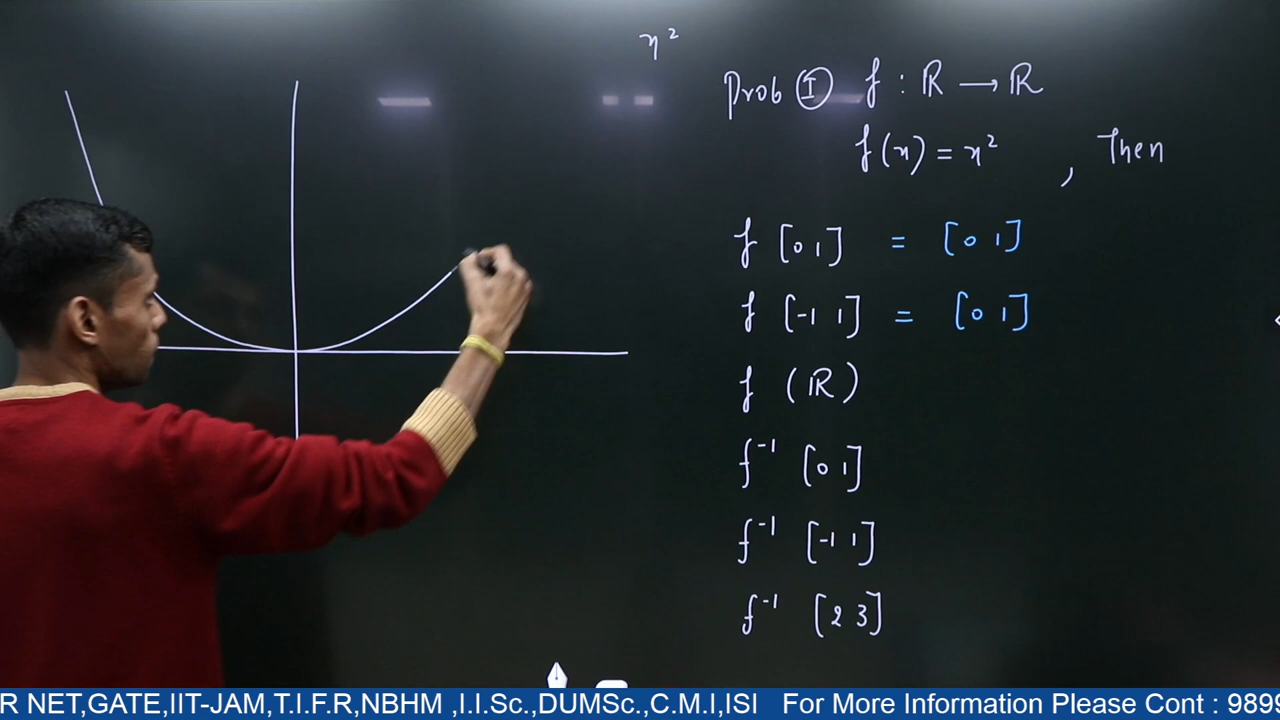 x²
Prob I f : ℝ → ℝ
f(x) = x² , Then
f [0 1] = [0 1]
f [-1 1] = [0 1]
f (ℝ)
f⁻¹ [0 1]
f⁻¹ [-1 1]
f⁻¹ [2 3]
R NET,GATE,IIT-JAM,T.I.F.R,NBHM ,I.I.Sc.,DUMSc.,C.M.I,ISI For More Information Please Cont : 9899